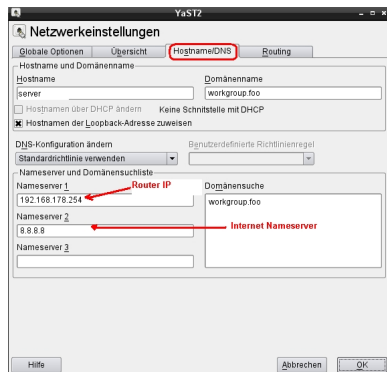 YaST2
Netzwerkeinstellungen
Globale Optionen Übersicht Hostname/DNS Routing
Hostname und Domänenname
Hostname Domänenname
server workgroup.foo
Hostnamen über DHCP ändern Keine Schnittstelle mit DHCP
Hostnamen der Loopback-Adresse zuweisen
DNS-Konfiguration ändern Benutzerdefinierte Richtlinienregel
Standardrichtlinie verwenden
Nameserver und Domänensuchliste
Nameserver 1 Router IP Domänensuche
192.168.178.254 workgroup.foo
Nameserver 2
8.8.8.8 Internet Nameserver
Nameserver 3
Hilfe Abbrechen OK